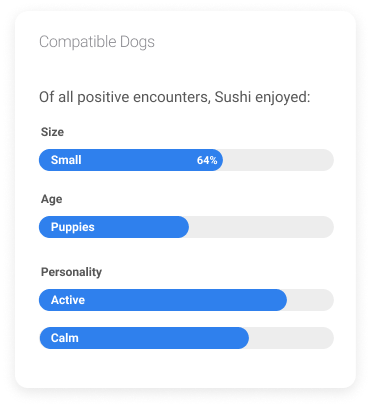 Compatible Dogs
Of all positive encounters, Sushi enjoyed:
Size
Small 64%
Age
Puppies
Personality
Active
Calm